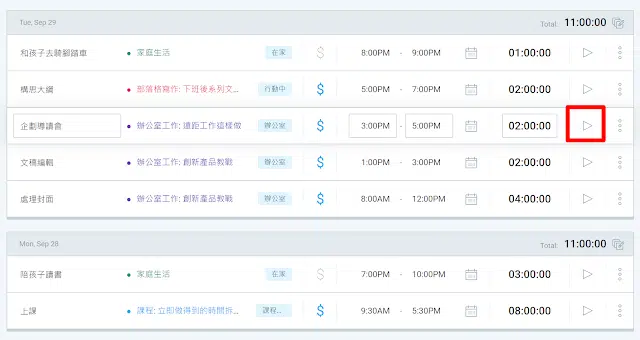 Tue, Sep 29 Total: 11:00:00
和孩子去騎腳踏車 家庭生活 在家 $ 8:00PM - 9:00PM 01:00:00
構思大綱 部落格寫作: 下班後系列文... 行動中 $ 5:00PM - 7:00PM 02:00:00
企劃導讀會 辦公室工作: 遠距工作這樣做 辦公室 $ 3:00PM - 5:00PM 02:00:00
文稿編輯 辦公室工作: 創新產品教戰 辦公室 $ 1:00PM - 3:00PM 02:00:00
處理封面 辦公室工作: 創新產品教戰 辦公室 $ 8:00AM - 12:00PM 04:00:00
Mon, Sep 28 Total: 11:00:00
陪孩子讀書 家庭生活 在家 $ 7:00PM - 10:00PM 03:00:00
上課 課程: 立即做得到的時間拆... 課程... $ 9:30AM - 5:30PM 08:00:00